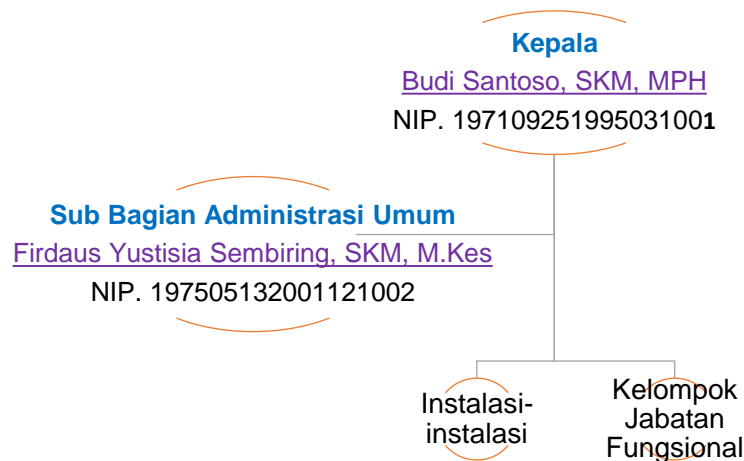 Kepala
Budi Santoso, SKM, MPH
NIP. 197109251995031001
Sub Bagian Administrasi Umum
Firdaus Yustisia Sembiring, SKM, M.Kes
NIP. 197505132001121002
Instalasi-
instalasi
Kelompok
Jabatan
Fungsional